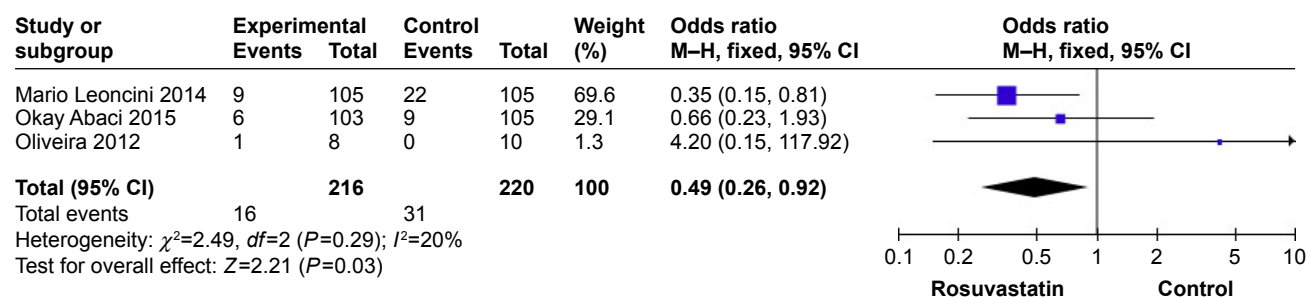 Study or Experimental Control Weight Odds ratio Odds ratio
subgroup Events Total Events Total (%) M–H, fixed, 95% CI M–H, fixed, 95% CI
Mario Leoncini 2014 9 105 22 105 69.6 0.35 (0.15, 0.81)
Okay Abaci 2015 6 103 9 105 29.1 0.66 (0.23, 1.93)
Oliveira 2012 1 8 0 10 1.3 4.20 (0.15, 117.92)
Total (95% CI) 216 220 100 0.49 (0.26, 0.92)
Total events 16 31
Heterogeneity: χ²=2.49, df=2 (P=0.29); I²=20%
Test for overall effect: Z=2.21 (P=0.03)
0.1 0.2 0.5 1 2 5 10
Rosuvastatin Control